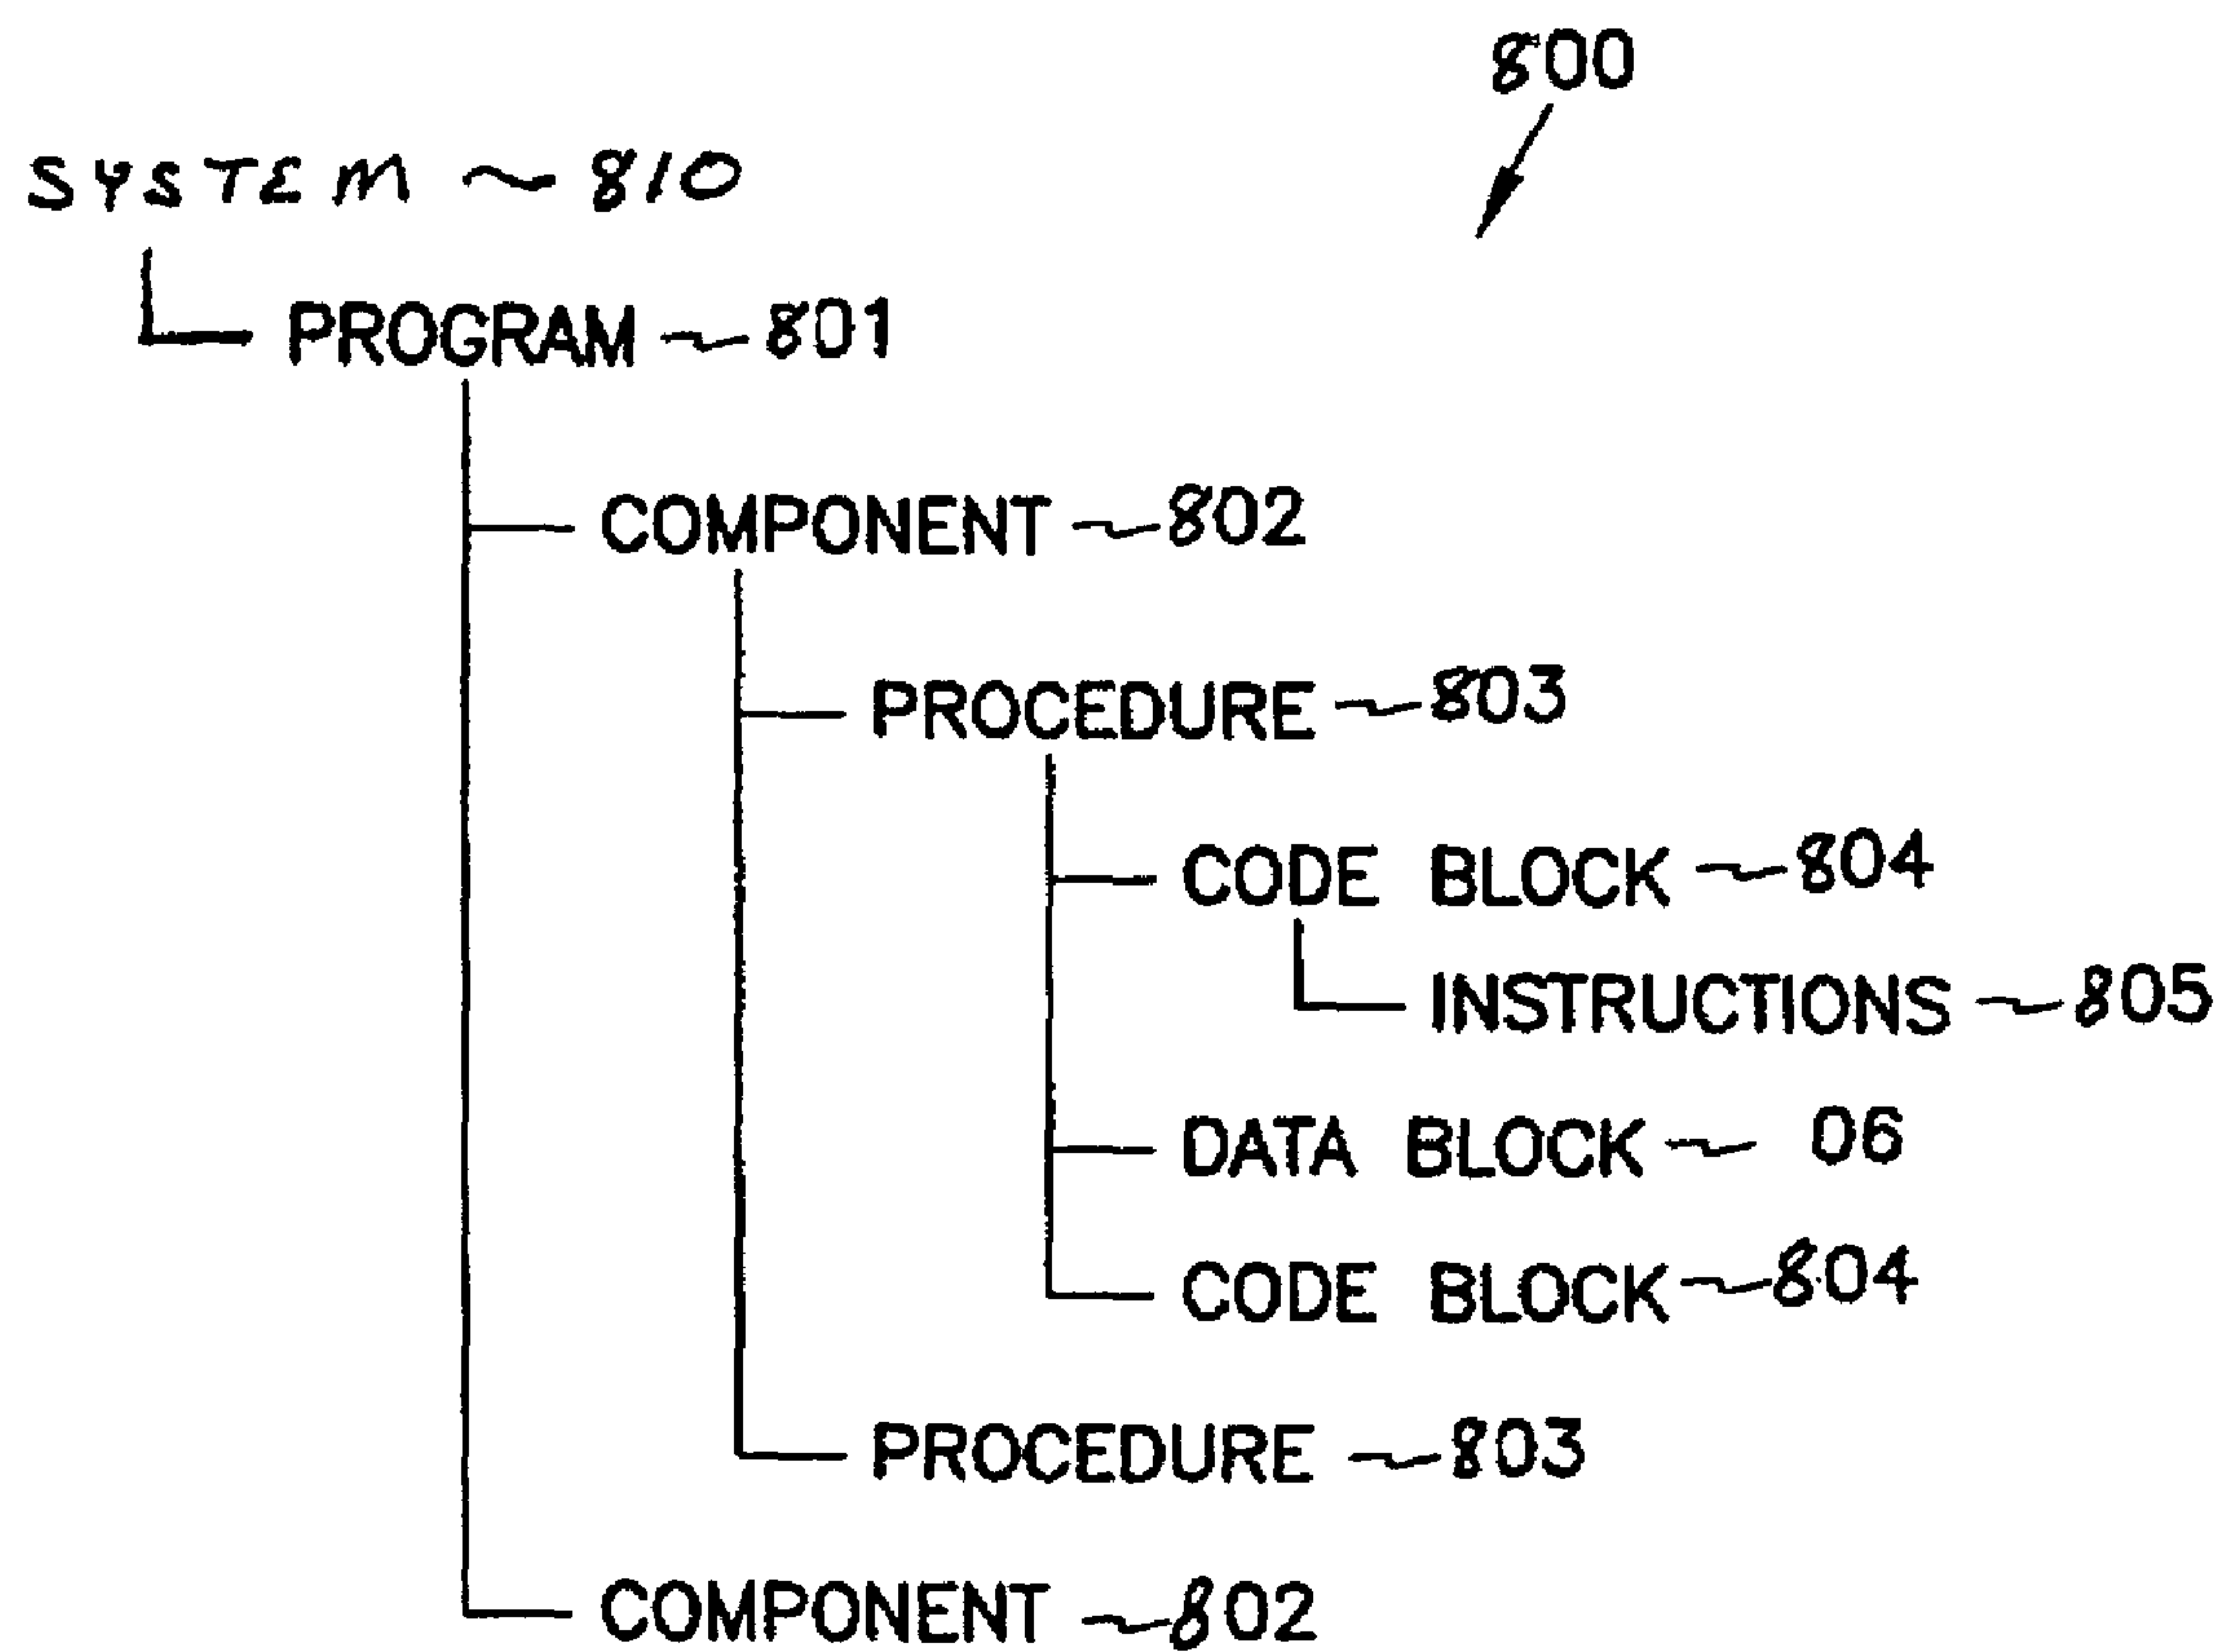 800
SYSTEM ~ 810
PROGRAM ~ 801
COMPONENT ~ 802
PROCEDURE ~ 803
CODE BLOCK ~ 804
INSTRUCTIONS ~ 805
DATA BLOCK ~ 06
CODE BLOCK ~ 804
PROCEDURE ~ 803
COMPONENT ~ 802